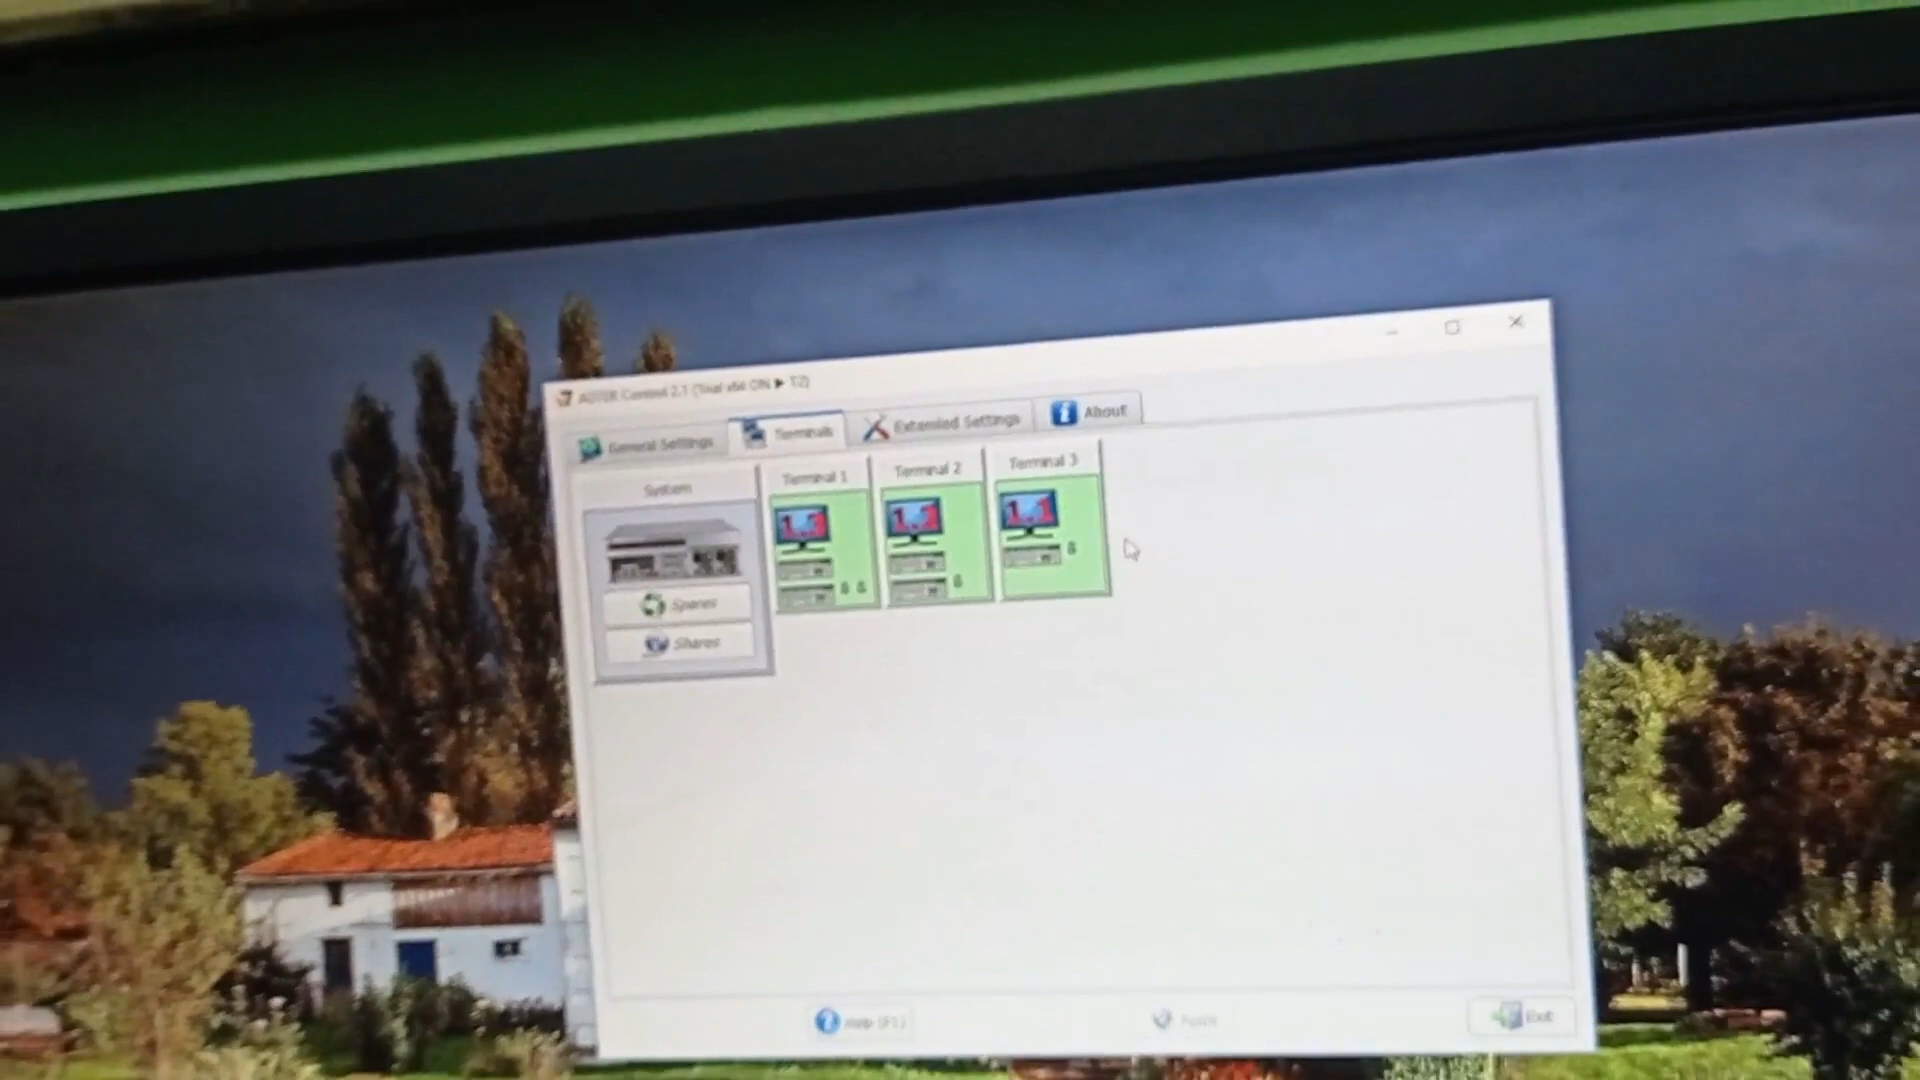 ASTER Control 2.1 (Trial x64 ON ► T2)
General Settings
Terminals
Extended Settings
About
System
Terminal 1
Terminal 2
Terminal 3
Spares
Shares
Help (F1)
Apply
Exit